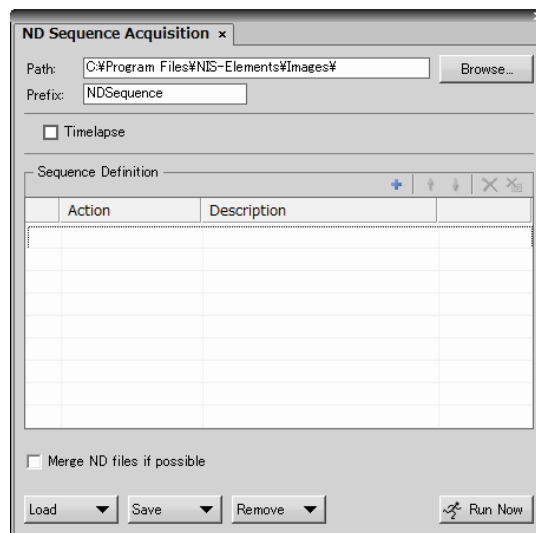 ND Sequence Acquisition ×
Path: C:¥Program Files¥NIS-Elements¥Images¥ Browse...
Prefix: NDSequence
Timelapse
Sequence Definition
Action Description
Merge ND files if possible
Load Save Remove Run Now